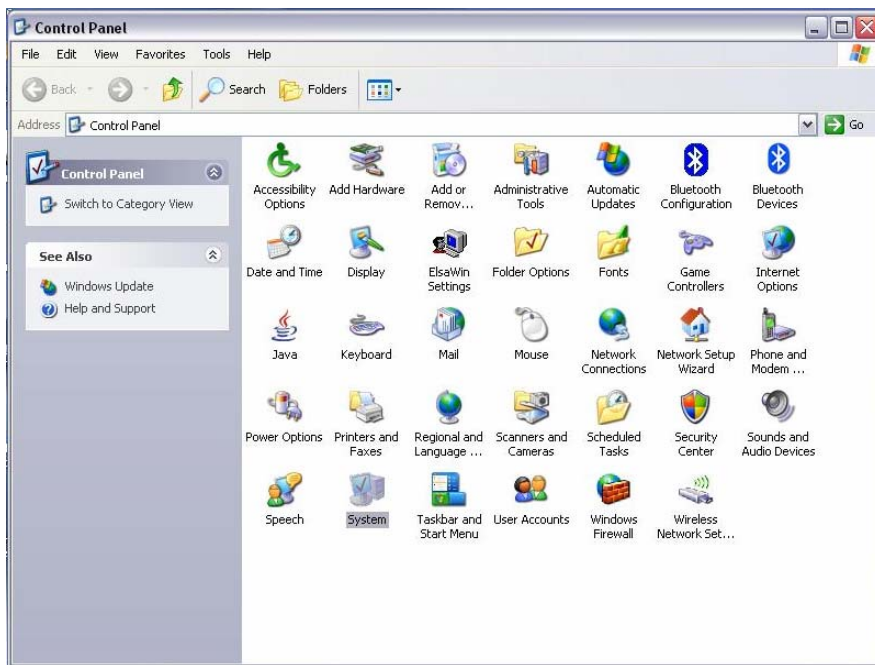 Control Panel
File Edit View Favorites Tools Help
Back Search Folders
Address Control Panel Go
Control Panel
Switch to Category View
See Also
Windows Update
Help and Support
Accessibility Options
Add Hardware
Add or Remov...
Administrative Tools
Automatic Updates
Bluetooth Configuration
Bluetooth Devices
Date and Time
Display
ElsaWin Settings
Folder Options
Fonts
Game Controllers
Internet Options
Java
Keyboard
Mail
Mouse
Network Connections
Network Setup Wizard
Phone and Modem ...
Power Options
Printers and Faxes
Regional and Language ...
Scanners and Cameras
Scheduled Tasks
Security Center
Sounds and Audio Devices
Speech
System
Taskbar and Start Menu
User Accounts
Windows Firewall
Wireless Network Set...